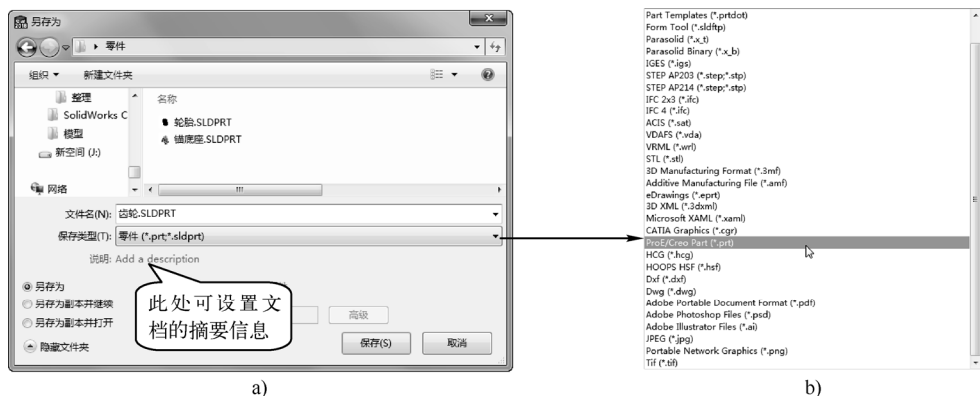 另存为
零件
组织
新建文件夹
整理
SolidWorks C
模型
新空间 (J:)
网络
名称
轮胎.SLDPRT
锚底座.SLDPRT
文件名(N): 齿轮.SLDPRT
保存类型(T): 零件 (*.prt;*.sldprt)
说明: Add a description
另存为
另存为副本并继续
另存为副本并打开
此处可设置文
档的摘要信息
高级
隐藏文件夹
保存(S)
取消
a)
Part Templates (*.prtdot)
Form Tool (*.sldftp)
Parasolid (*.x_t)
Parasolid Binary (*.x_b)
IGES (*.igs)
STEP AP203 (*.step;*.stp)
STEP AP214 (*.step;*.stp)
IFC 2x3 (*.ifc)
IFC 4 (*.ifc)
ACIS (*.sat)
VDAFS (*.vda)
VRML (*.wrl)
STL (*.stl)
3D Manufacturing Format (*.3mf)
Additive Manufacturing File (*.amf)
eDrawings (*.eprt)
3D XML (*.3dxml)
Microsoft XAML (*.xaml)
CATIA Graphics (*.cgr)
ProE/Creo Part (*.prt)
HCG (*.hcg)
HOOPS HSF (*.hsf)
Dxf (*.dxf)
Dwg (*.dwg)
Adobe Portable Document Format (*.pdf)
Adobe Photoshop Files (*.psd)
Adobe Illustrator Files (*.ai)
JPEG (*.jpg)
Portable Network Graphics (*.png)
Tif (*.tif)
b)